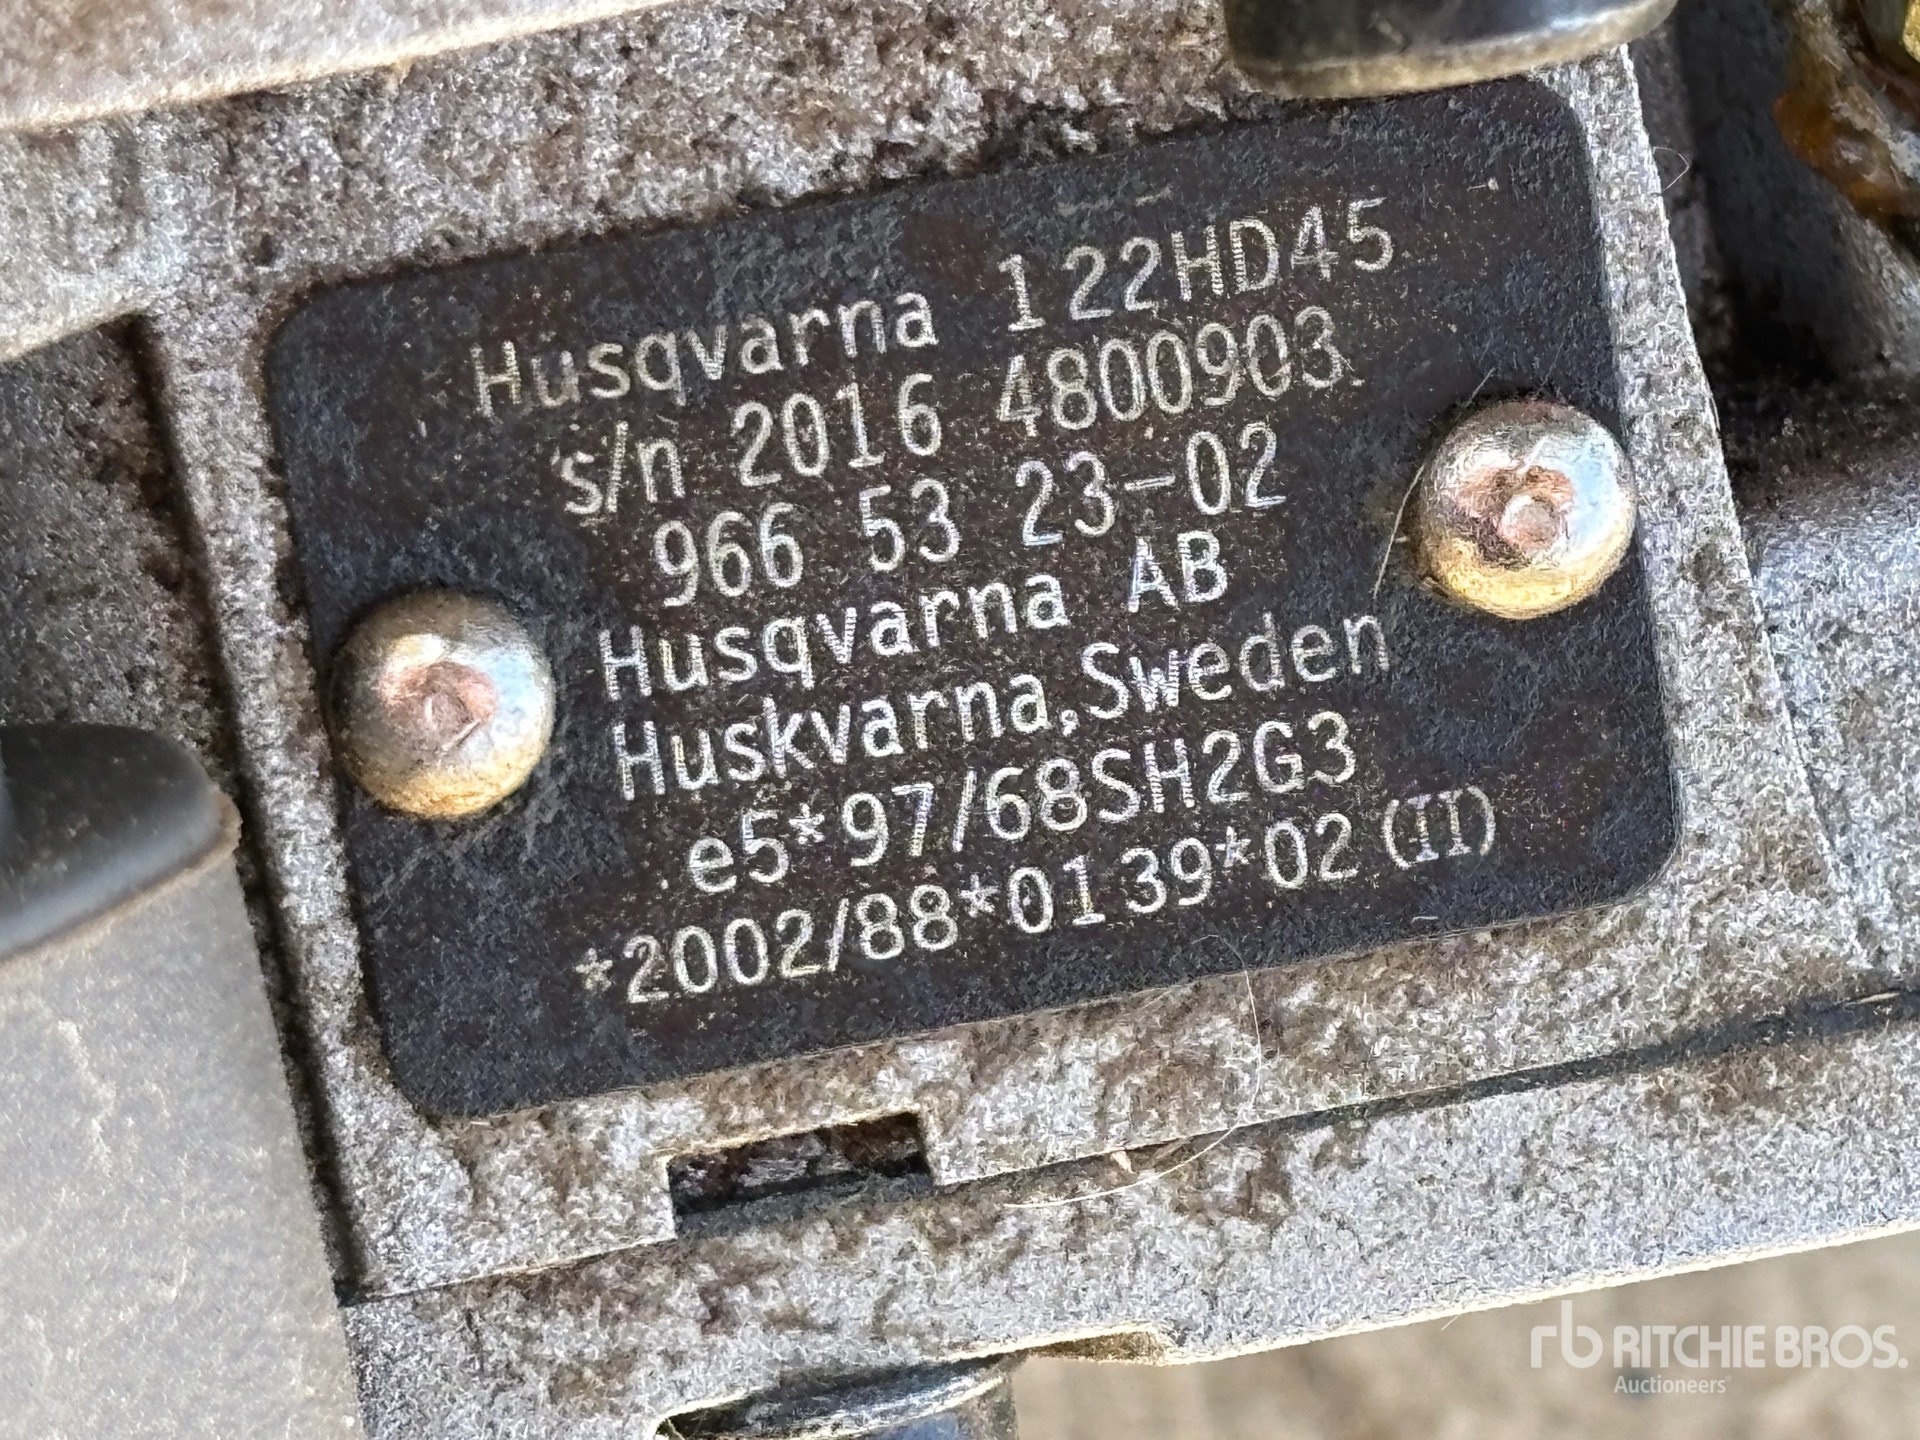 Husqvarna 122HD45
s/n 2016 4800903
966 53 23-02
Husqvarna AB
Huskvarna,Sweden
e5*97/68SH2G3
*2002/88*0139*02(II)
rb RITCHIE BROS.
Auctioneers